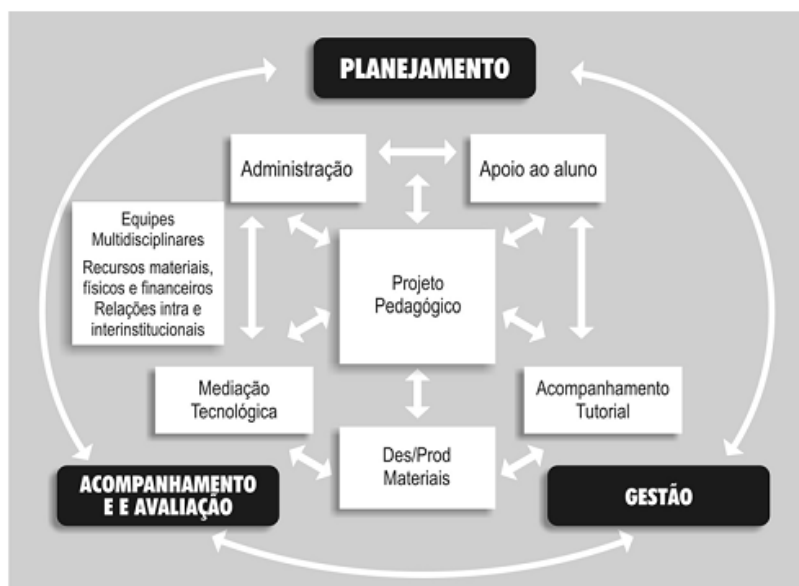 PLANEJAMENTO
Administração
Apoio ao aluno
Equipes
Multidisciplinares
Recursos materiais,
físicos e financeiros
Relações intra e
interinstitucionais
Projeto
Pedagógico
Mediação
Tecnológica
Acompanhamento
Tutorial
Des/Prod
Materiais
ACOMPANHAMENTO
E E AVALIAÇÃO
GESTÃO